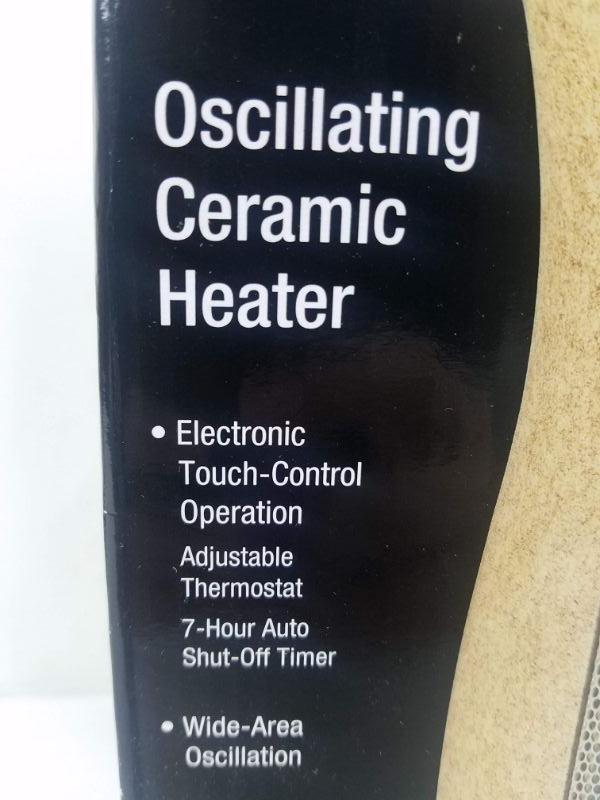 Oscillating
Ceramic
Heater
• Electronic
Touch-Control
Operation
Adjustable
Thermostat
7-Hour Auto
Shut-Off Timer
• Wide-Area
Oscillation